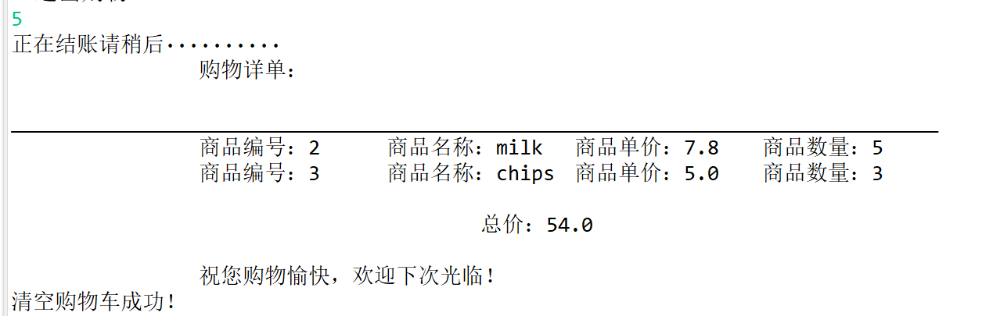 5
正在结账请稍后··········
购物详单：
商品编号：2 商品名称：milk 商品单价：7.8 商品数量：5
商品编号：3 商品名称：chips 商品单价：5.0 商品数量：3
总价：54.0
祝您购物愉快，欢迎下次光临！
清空购物车成功！